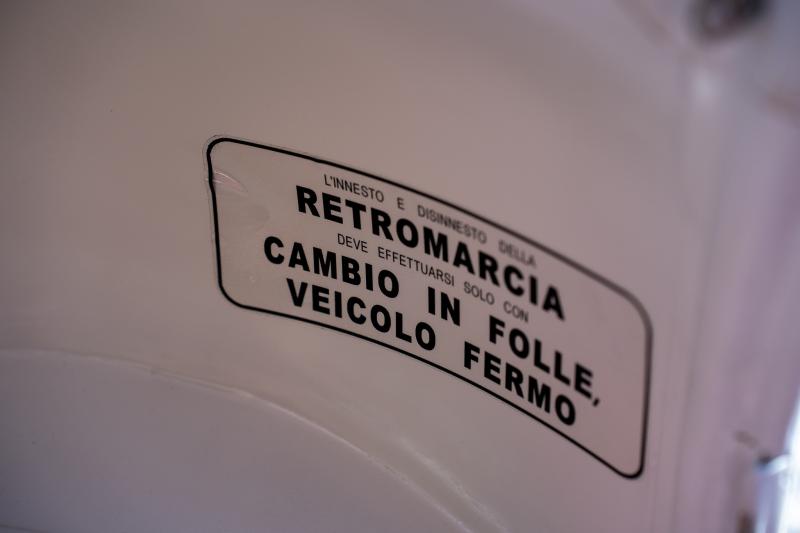 L'INNESTO E DISINNESTO DELLA
RETROMARCIA
DEVE EFFETTUARSI SOLO CON
CAMBIO IN FOLLE,
VEICOLO FERMO